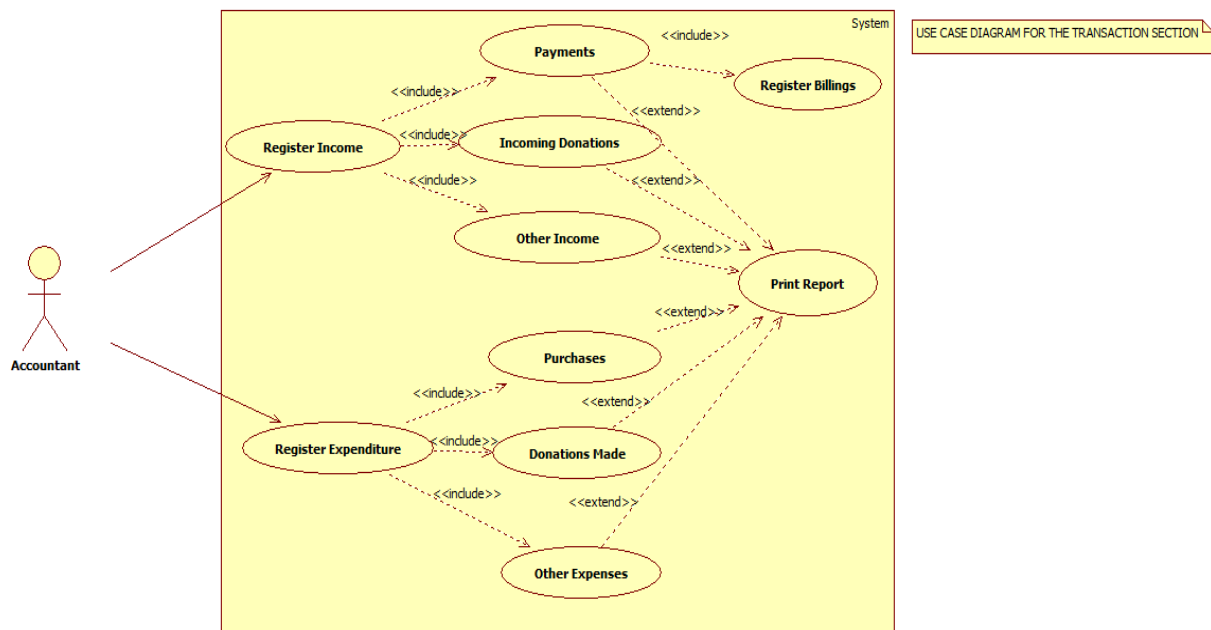 System
USE CASE DIAGRAM FOR THE TRANSACTION SECTION
Payments
<<include>>
Register Billings
<<include>>
<<extend>>
Register Income
<<include>>
Incoming Donations
<<include>>
<<extend>>
Other Income
<<extend>>
Print Report
<<extend>>
Accountant
Purchases
<<include>>
<<extend>>
Register Expenditure
<<include>>
Donations Made
<<include>>
<<extend>>
Other Expenses